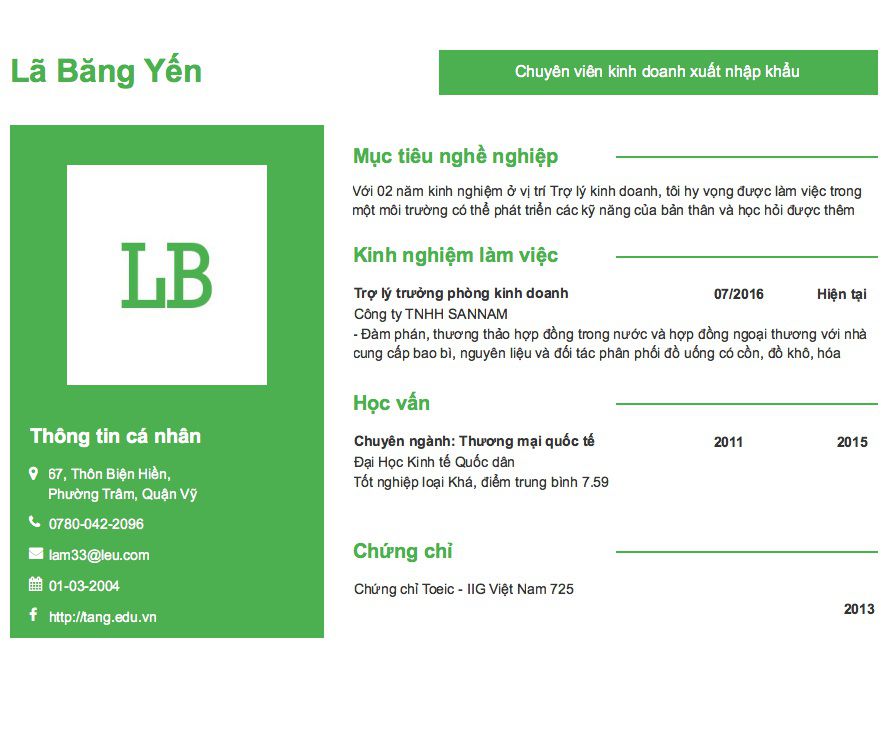 Lã Băng Yến
Chuyên viên kinh doanh xuất nhập khẩu
LB
Thông tin cá nhân
67, Thôn Biện Hiền,
Phường Trâm, Quận Vỹ
0780-042-2096
lam33@leu.com
01-03-2004
http://tang.edu.vn
Mục tiêu nghề nghiệp
Với 02 năm kinh nghiệm ở vị trí Trợ lý kinh doanh, tôi hy vọng được làm việc trong
một môi trường có thể phát triển các kỹ năng của bản thân và học hỏi được thêm
Kinh nghiệm làm việc
Trợ lý trưởng phòng kinh doanh 07/2016 Hiện tại
Công ty TNHH SANNAM
- Đàm phán, thương thảo hợp đồng trong nước và hợp đồng ngoại thương với nhà
cung cấp bao bì, nguyên liệu và đối tác phân phối đồ uống có cồn, đồ khô, hóa
Học vấn
Chuyên ngành: Thương mại quốc tế 2011 2015
Đại Học Kinh tế Quốc dân
Tốt nghiệp loại Khá, điểm trung bình 7.59
Chứng chỉ
Chứng chỉ Toeic - IIG Việt Nam 725
2013